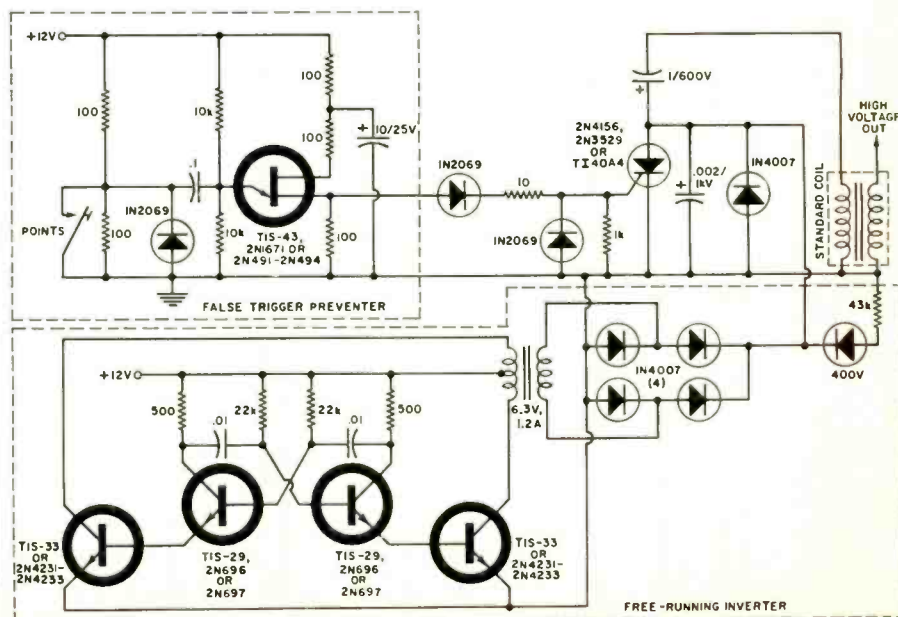 +12V
100
10k
100
100
10/25V
.1
1N2069
POINTS
100
10k
100
TIS-43,
2N1671 OR
2N491-2N494
FALSE TRIGGER PREVENTER
1N2069
10
1N2069
1k
1/600V
+
2N4156,
2N3529
OR
TI40A4
+
.002/
1kV
1N4007
HIGH
VOLTAGE
OUT
STANDARD COIL
43k
400V
1N4007
(4)
6.3V,
1.2A
+12V
500
22k
22k
500
.01
.01
TIS-33
OR
2N4231-
2N4233
TIS-29,
2N696
OR
2N697
TIS-29,
2N696
OR
2N697
TIS-33
OR
2N4231-
2N4233
FREE-RUNNING INVERTER